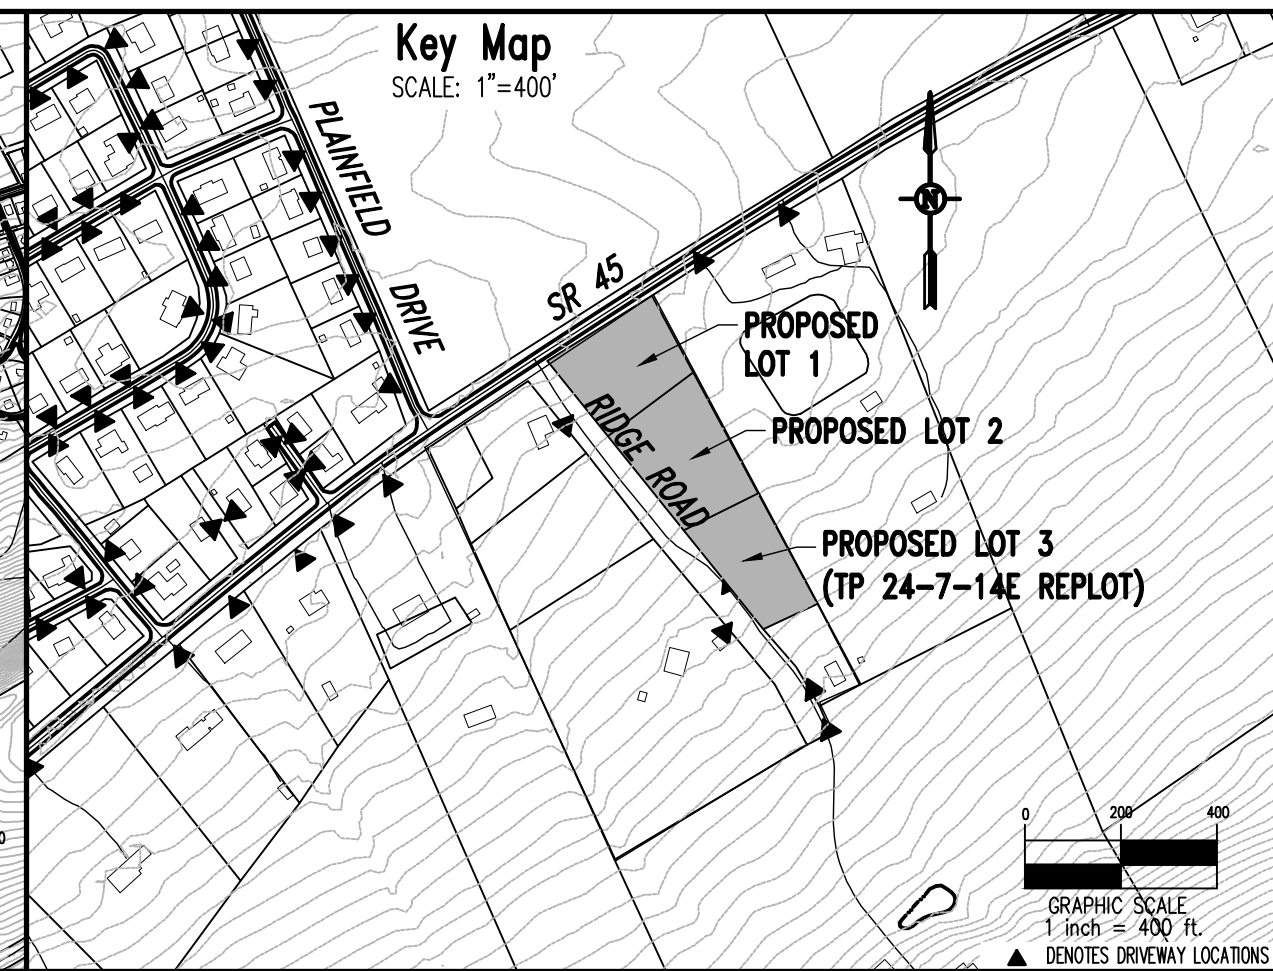 Key Map
SCALE: 1"=400'
PLAINFIELD
DRIVE
SR 45
N
PROPOSED
LOT 1
RIDGE ROAD
PROPOSED LOT 2
PROPOSED LOT 3
(TP 24-7-14E REPLOT)
0 200 400
GRAPHIC SCALE
1 inch = 400 ft.
▲ DENOTES DRIVEWAY LOCATIONS